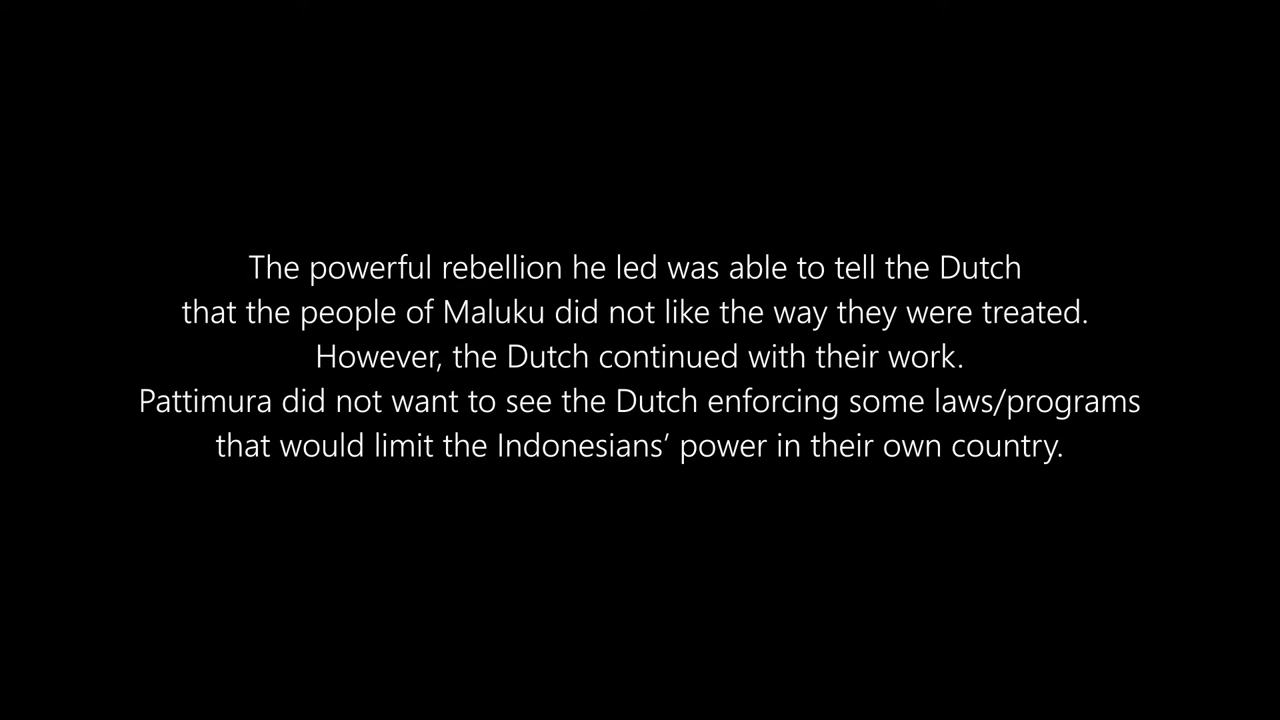 The powerful rebellion he led was able to tell the Dutch
that the people of Maluku did not like the way they were treated.
However, the Dutch continued with their work.
Pattimura did not want to see the Dutch enforcing some laws/programs
that would limit the Indonesians’ power in their own country.